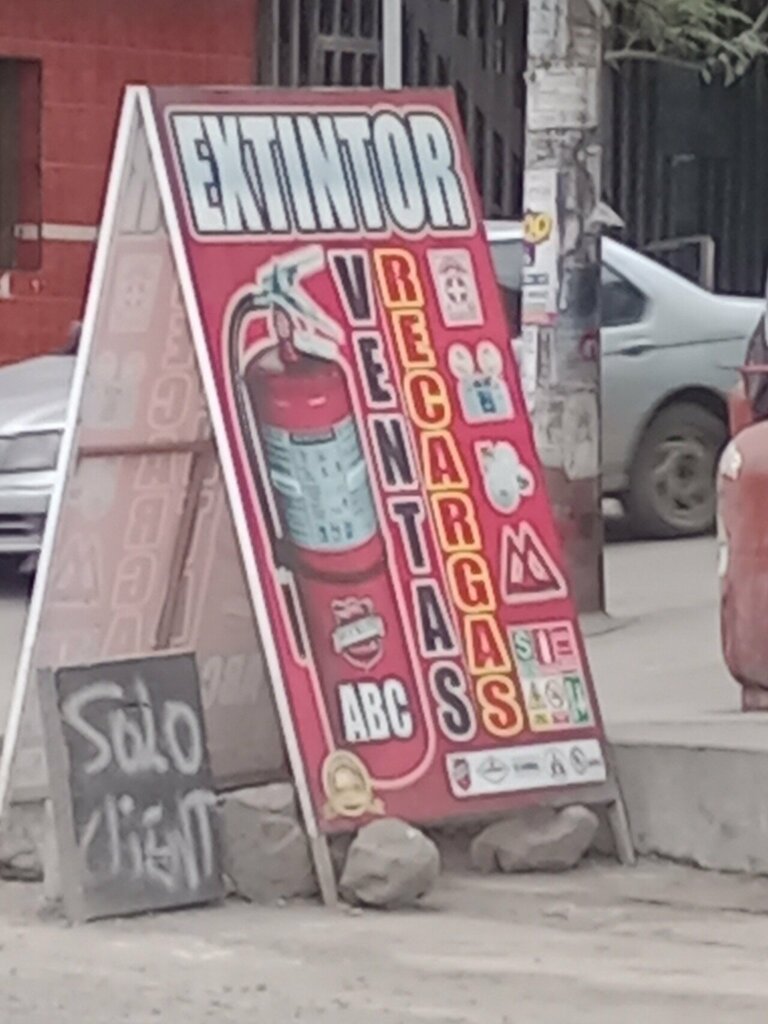 EXTINTOR
VENTAS
RECARGAS
ABC
SOLO
CliENT